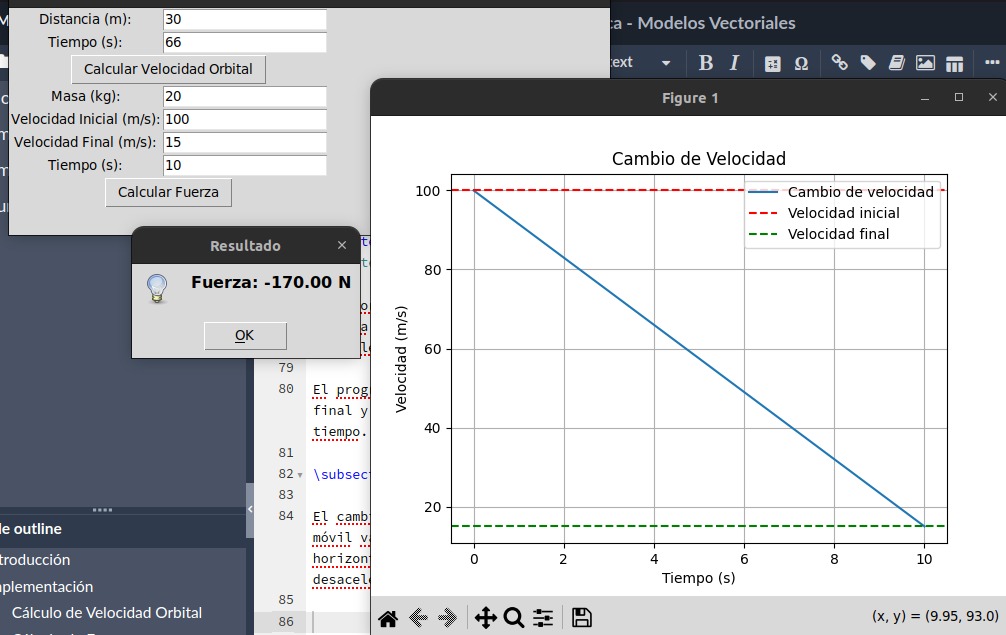 Distancia (m): 30
Tiempo (s): 66
Calcular Velocidad Orbital
Masa (kg): 20
Velocidad Inicial (m/s): 100
Velocidad Final (m/s): 15
Tiempo (s): 10
Calcular Fuerza
- Modelos Vectoriales
B I Ω
Resultado
Fuerza: -170.00 N
OK
Figure 1
Cambio de Velocidad
Cambio de velocidad
Velocidad inicial
Velocidad final
Velocidad (m/s)
100
80
60
40
20
0 2 4 6 8 10
Tiempo (s)
(x, y) = (9.95, 93.0)
79
80 El prog
final y
tiempo.
81
82 \subsect
83
84 El camb
móvil va
horizont
desacele
85
86
le outline
troducción
plementación
Cálculo de Velocidad Orbital